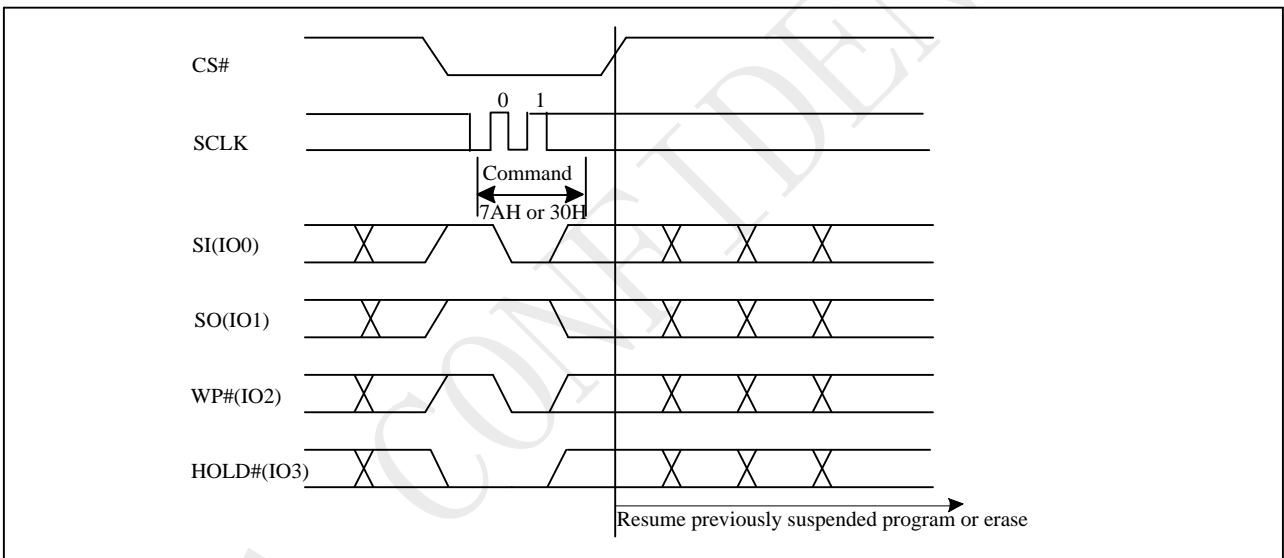 CS#
0 1
SCLK
Command
7AH or 30H
SI(IO0)
SO(IO1)
WP#(IO2)
HOLD#(IO3)
Resume previously suspended program or erase
CONFIDEN